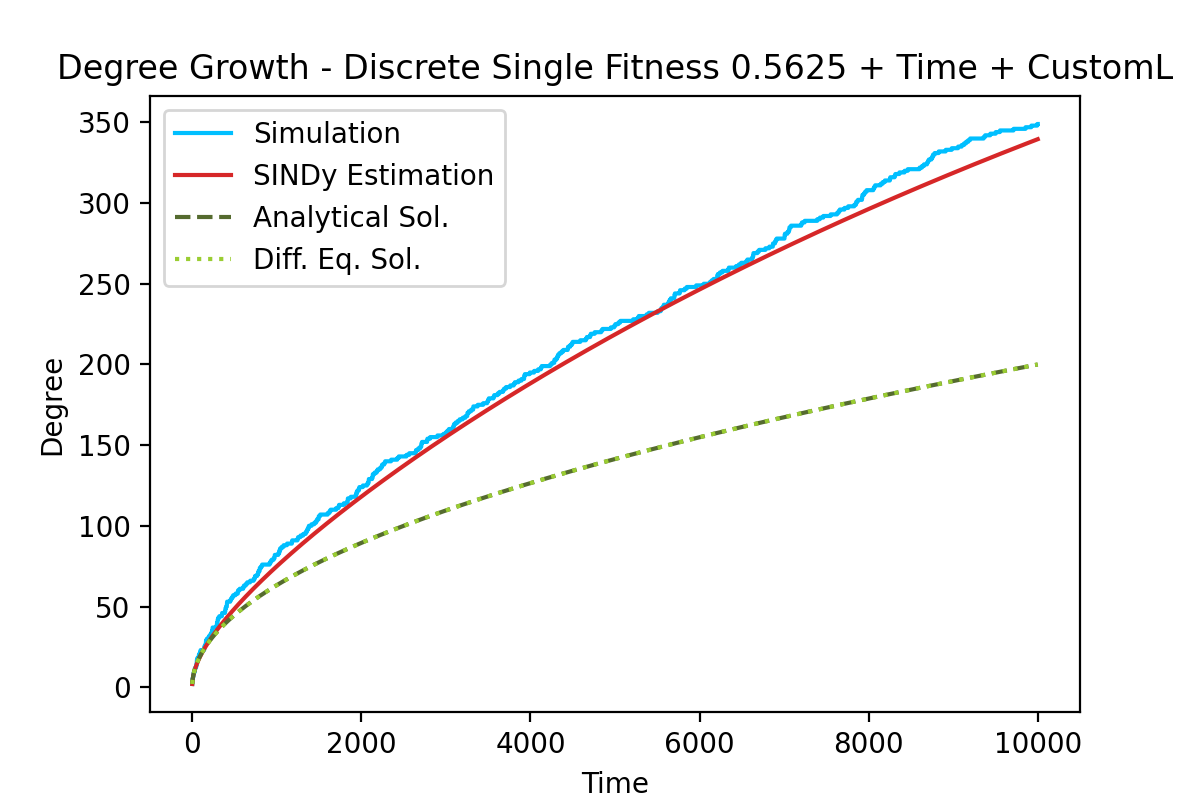 Degree Growth - Discrete Single Fitness 0.5625 + Time + CustomL
350
300
250
200
150
100
50
0
Degree
Simulation
SINDy Estimation
Analytical Sol.
Diff. Eq. Sol.
0 2000 4000 6000 8000 10000
Time